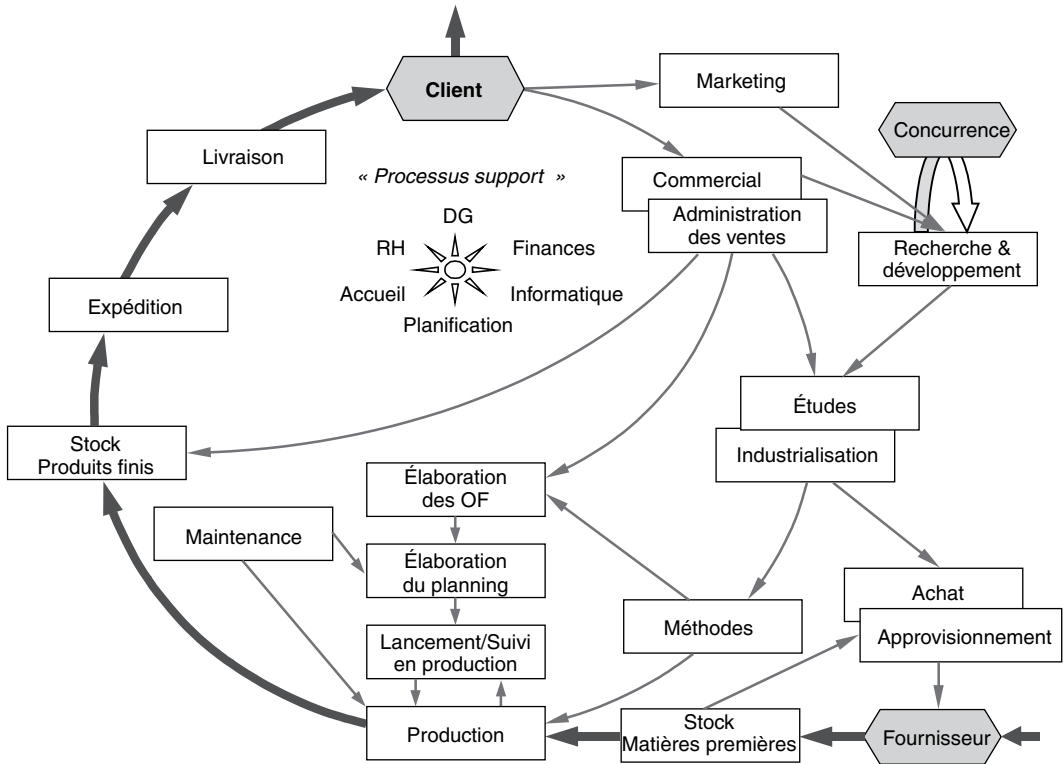 Client
Marketing
Concurrence
Livraison
« Processus support »
Commercial
Administration
des ventes
DG
RH
Finances
Recherche &
développement
Accueil
Informatique
Expédition
Planification
Études
Stock
Produits finis
Industrialisation
Élaboration
des OF
Maintenance
Élaboration
du planning
Achat
Méthodes
Approvisionnement
Lancement/Suivi
en production
Production
Stock
Matières premières
Fournisseur